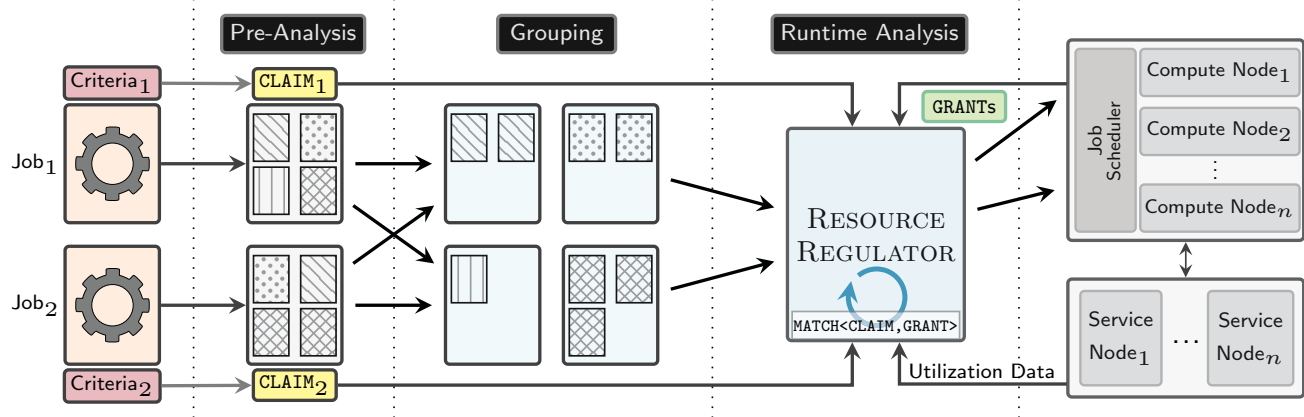 Pre-Analysis
Grouping
Runtime Analysis
Criteria₁
CLAIM₁
GRANTs
Job₁
Job
Scheduler
Compute Node₁
Compute Node₂
⋮
Compute Nodeₙ
RESOURCE
REGULATOR
MATCH<CLAIM,GRANT>
Job₂
Criteria₂
CLAIM₂
Utilization Data
Service
Node₁
...
Service
Nodeₙ